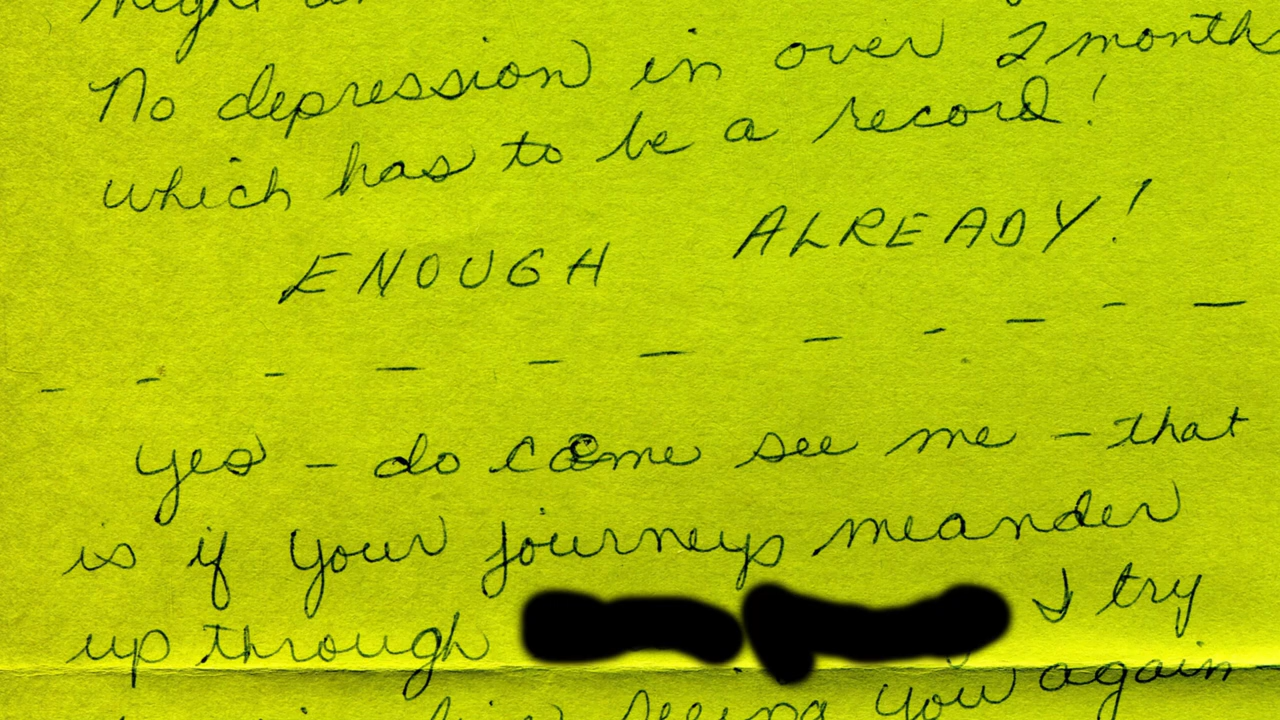 No depression in over 2 months
which has to be a record!
ENOUGH ALREADY!
Yes – do come see me – that
is if your journeys meander
up through I try
seeing you again